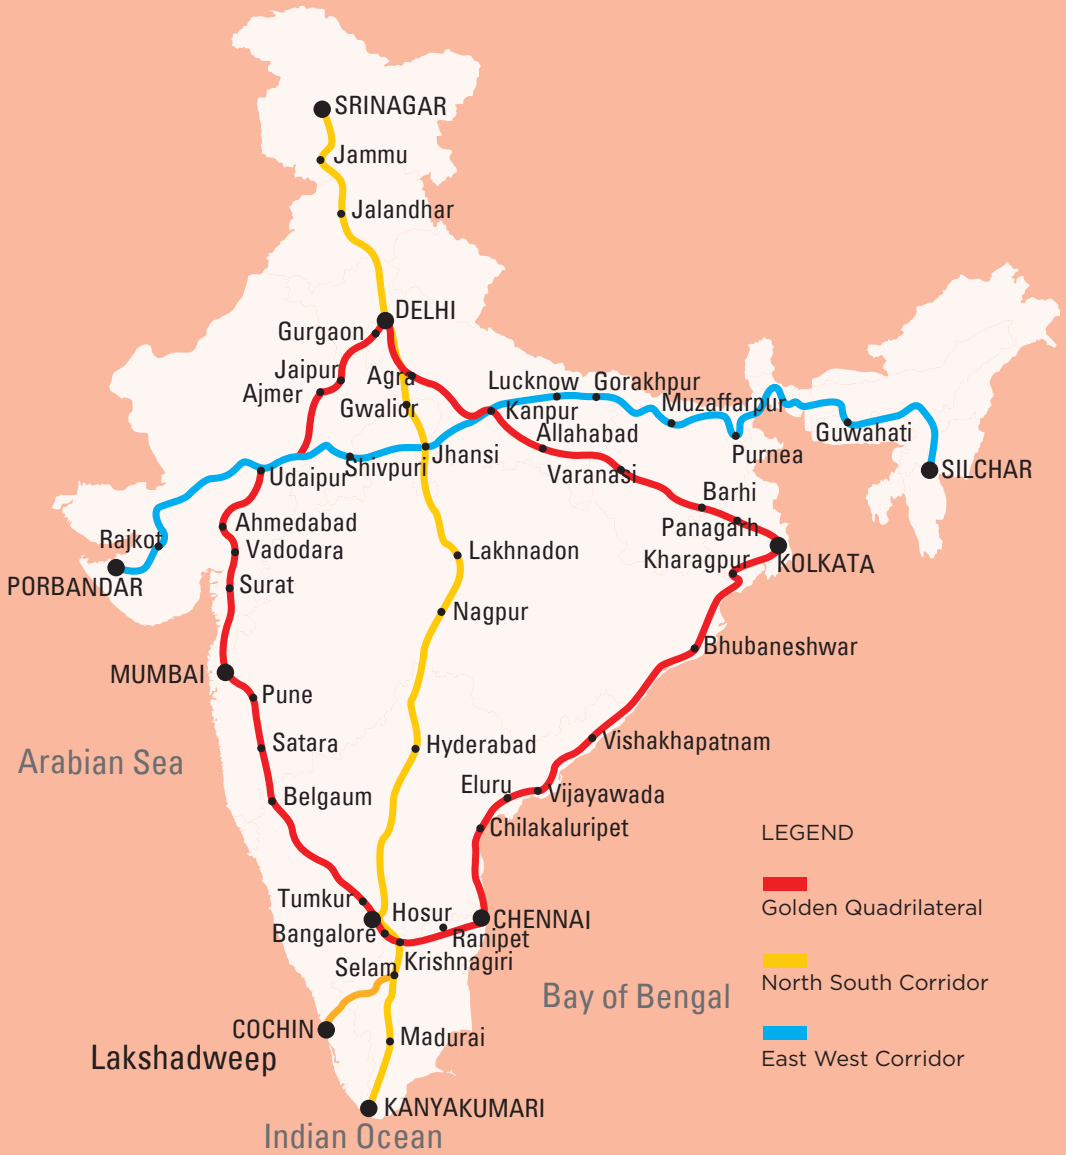 SRINAGAR
Jammu
Jalandhar
DELHI
Gurgaon
Jaipur
Agra
Ajmer
Gwalior
Lucknow
Gorakhpur
Muzaffarpur
Kanpur
Allahabad
Guwahati
Jhansi
Shivpuri
Purnea
Udaipur
Varanasi
SILCHAR
Barhi
Panagarh
Ahmedabad
Rajkot
Vadodara
Lakhnadon
Kharagpur
KOLKATA
PORBANDAR
Surat
Nagpur
Bhubaneshwar
MUMBAI
Pune
Satara
Hyderabad
Vishakhapatnam
Arabian Sea
Belgaum
Eluru
Vijayawada
Chilakaluripet
LEGEND
Tumkur
Hosur
CHENNAI
Golden Quadrilateral
Bangalore
Ranipet
Krishnagiri
Selam
North South Corridor
Bay of Bengal
COCHIN
Madurai
Lakshadweep
East West Corridor
KANYAKUMARI
Indian Ocean